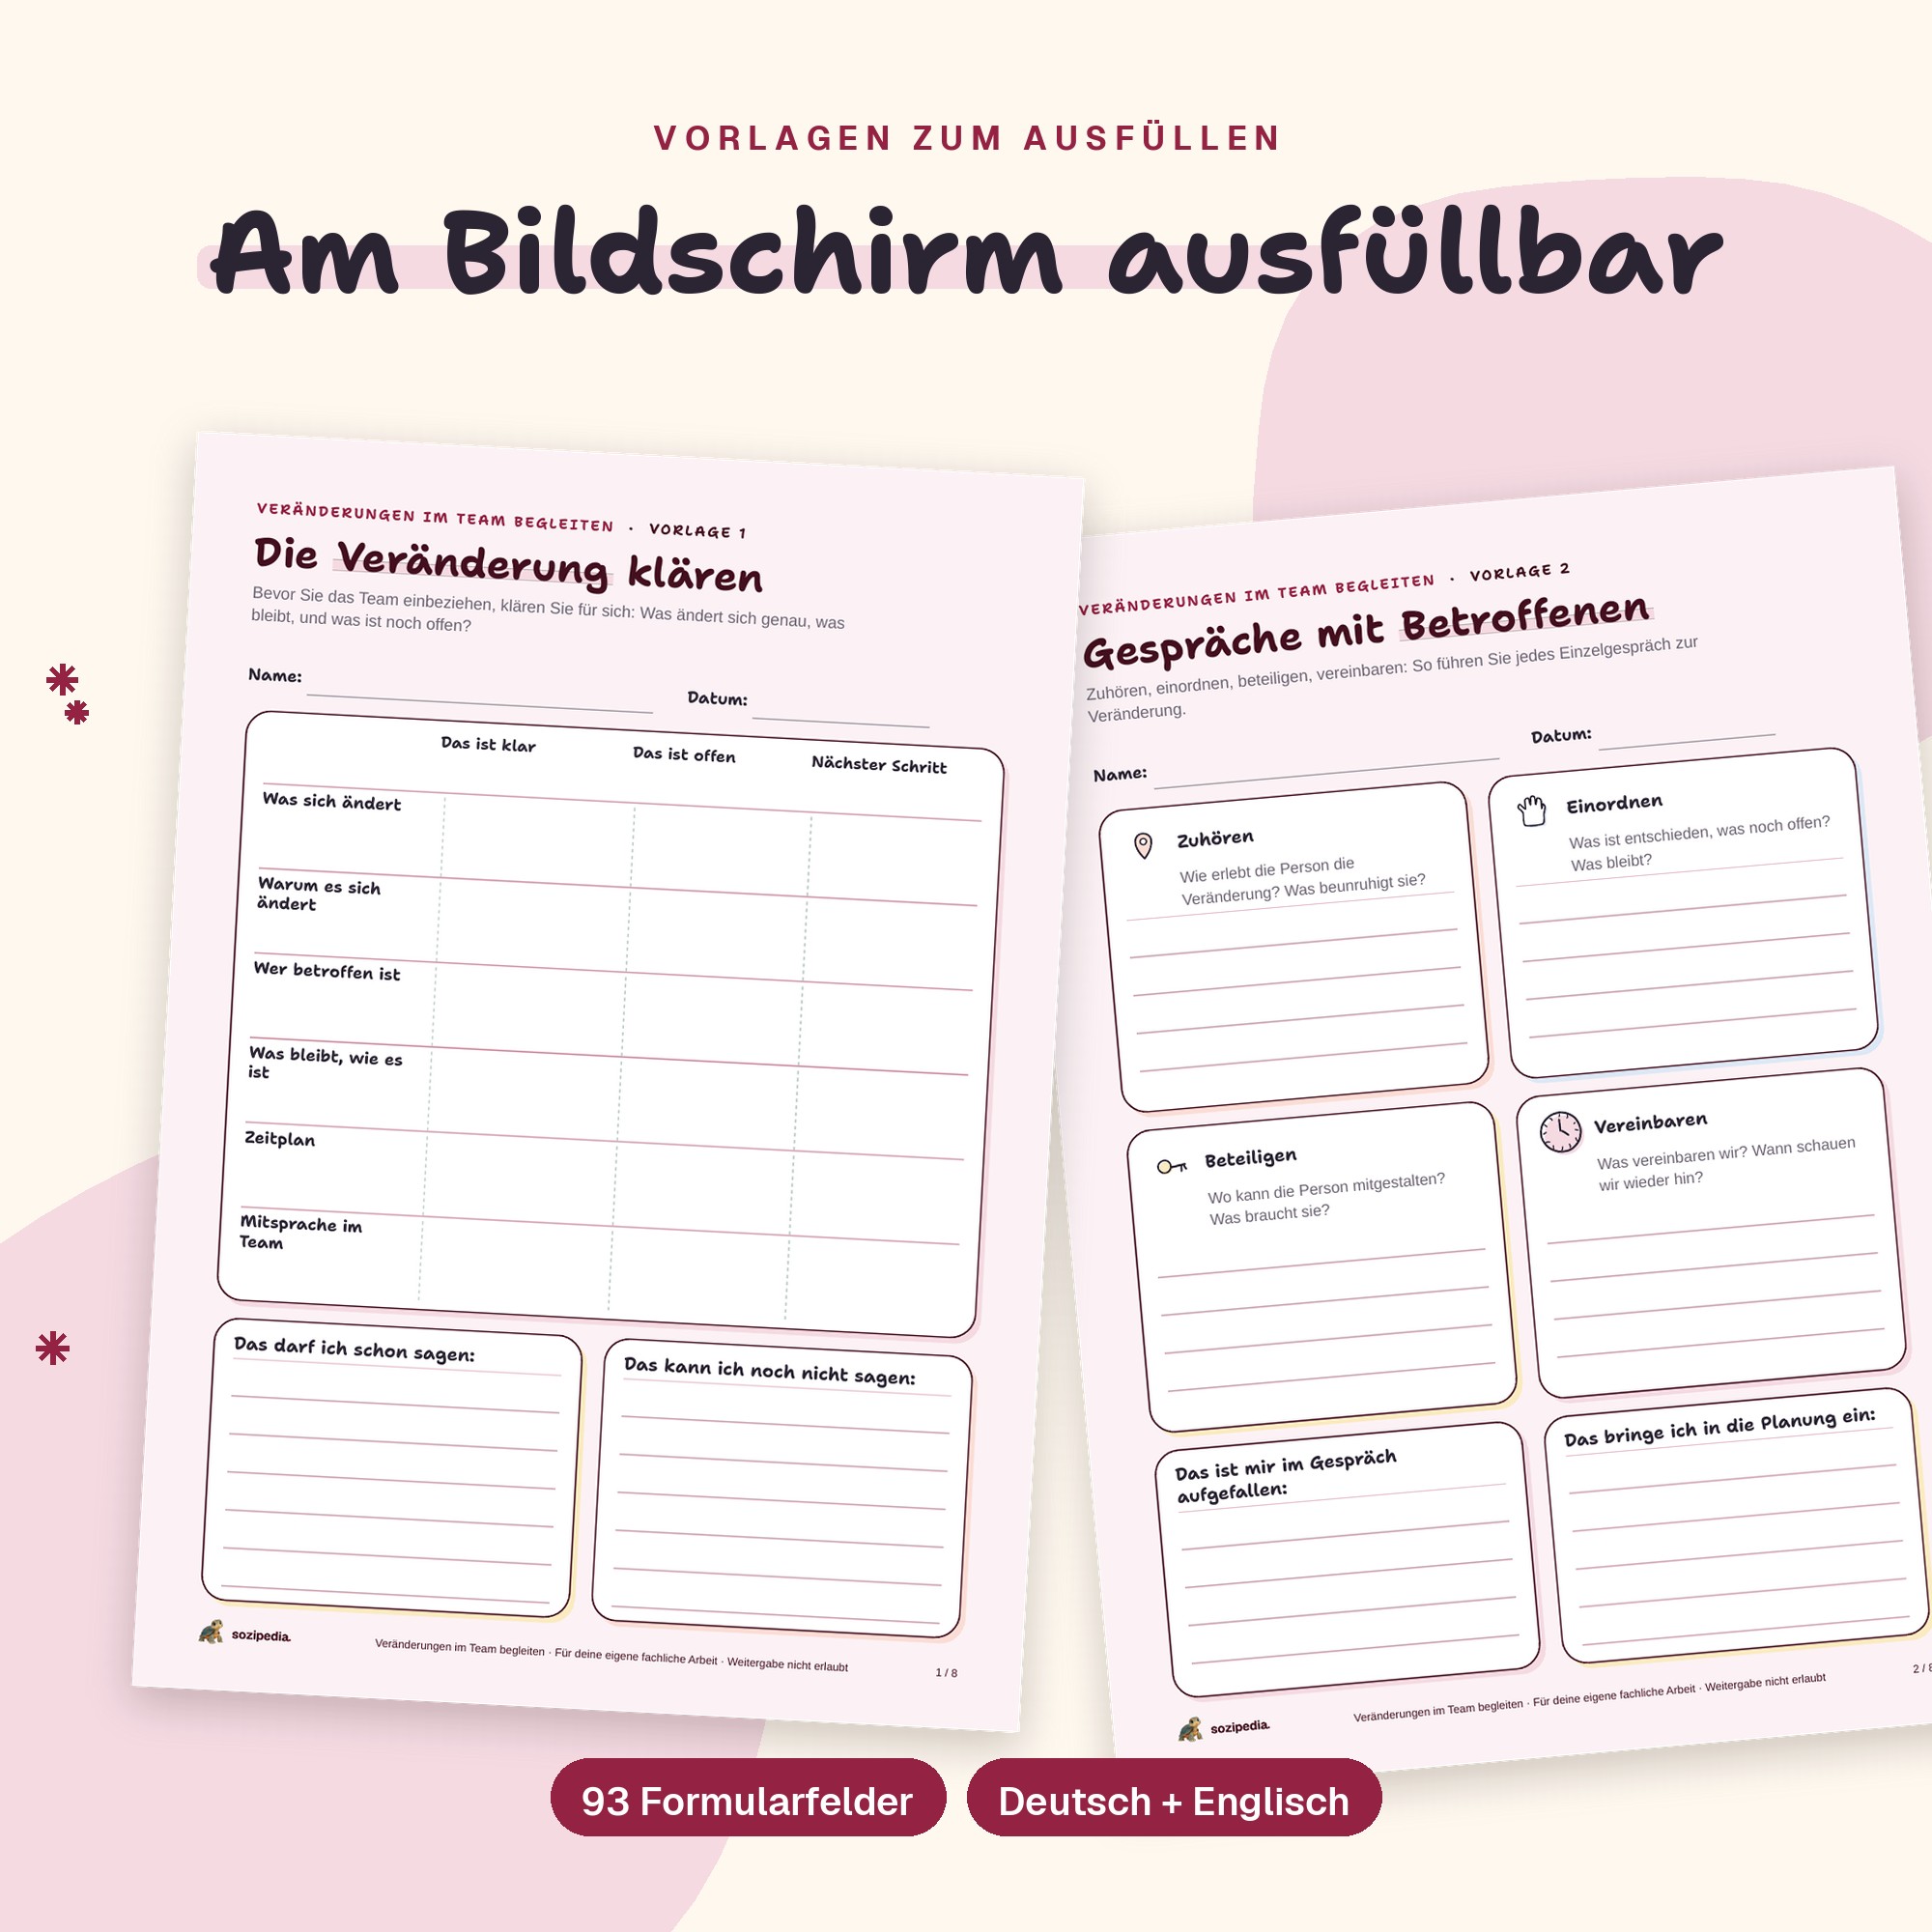 VORLAGEN ZUM AUSFÜLLEN
Am Bildschirm ausfüllbar
VERÄNDERUNGEN IM TEAM BEGLEITEN · VORLAGE 1
Die Veränderung klären
Bevor Sie das Team einbeziehen, klären Sie für sich: Was ändert sich genau, was
bleibt, und was ist noch offen?
Name:
Datum:
Das ist klar
Das ist offen
Nächster Schritt
Was sich ändert
Warum es sich
ändert
Wer betroffen ist
Was bleibt, wie es
ist
Zeitplan
Mitsprache im
Team
Das darf ich schon sagen:
Das kann ich noch nicht sagen:
sozipedia.
Veränderungen im Team begleiten · Für deine eigene fachliche Arbeit · Weitergabe nicht erlaubt
1 / 8
VERÄNDERUNGEN IM TEAM BEGLEITEN · VORLAGE 2
Gespräche mit Betroffenen
Zuhören, einordnen, beteiligen, vereinbaren: So führen Sie jedes Einzelgespräch zur
Veränderung.
Name:
Datum:
Zuhören
Wie erlebt die Person die
Veränderung? Was beunruhigt sie?
Einordnen
Was ist entschieden, was noch offen?
Was bleibt?
Beteiligen
Wo kann die Person mitgestalten?
Was braucht sie?
Vereinbaren
Was vereinbaren wir? Wann schauen
wir wieder hin?
Das ist mir im Gespräch
aufgefallen:
Das bringe ich in die Planung ein:
sozipedia.
Veränderungen im Team begleiten · Für deine eigene fachliche Arbeit · Weitergabe nicht erlaubt
2 / 8
93 Formularfelder
Deutsch + Englisch